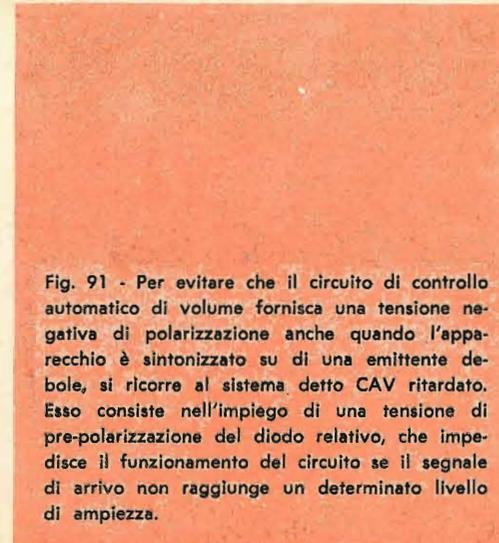 Fig. 91 - Per evitare che il circuito di controllo
automatico di volume fornisca una tensione ne-
gativa di polarizzazione anche quando l'appa-
recchio è sintonizzato su di una emittente de-
bole, si ricorre al sistema detto CAV ritardato.
Esso consiste nell'impiego di una tensione di
pre-polarizzazione del diodo relativo, che impe-
disce il funzionamento del circuito se il segnale
di arrivo non raggiunge un determinato livello
di ampiezza.